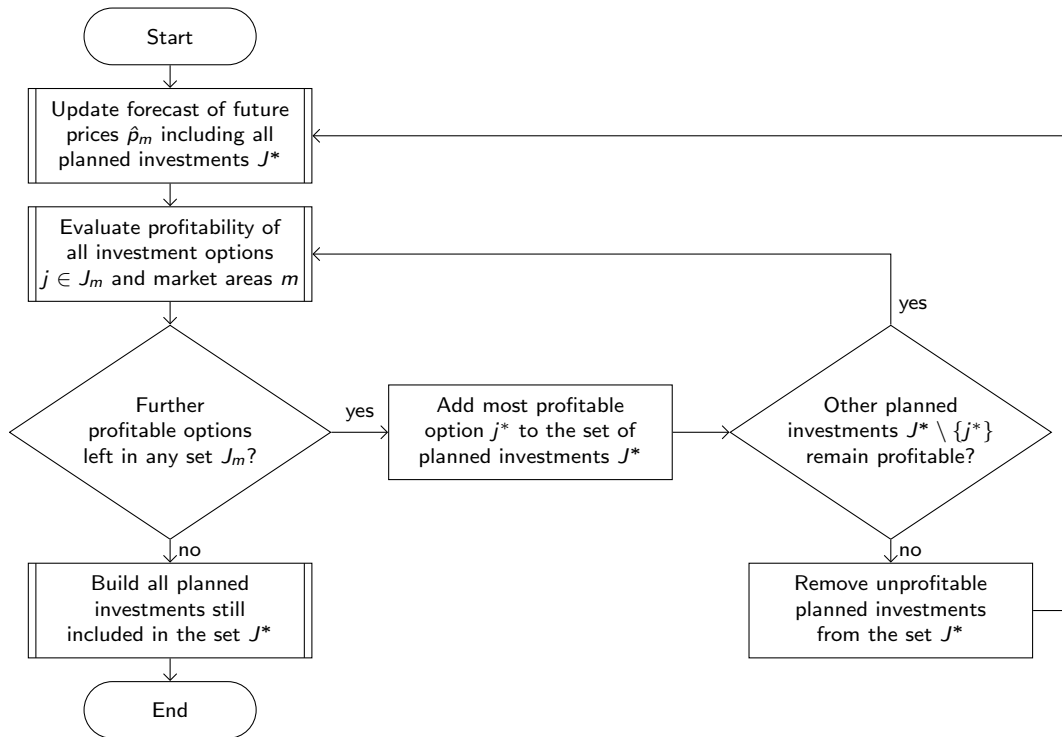 Start
Update forecast of future
prices p̂ₘ including all
planned investments J*
Evaluate profitability of
all investment options
j ∈ Jₘ and market areas m
yes
Further
profitable options
left in any set Jₘ?
yes
Add most profitable
option j* to the set of
planned investments J*
Other planned
investments J* \ {j*}
remain profitable?
no
no
Build all planned
investments still
included in the set J*
Remove unprofitable
planned investments
from the set J*
End